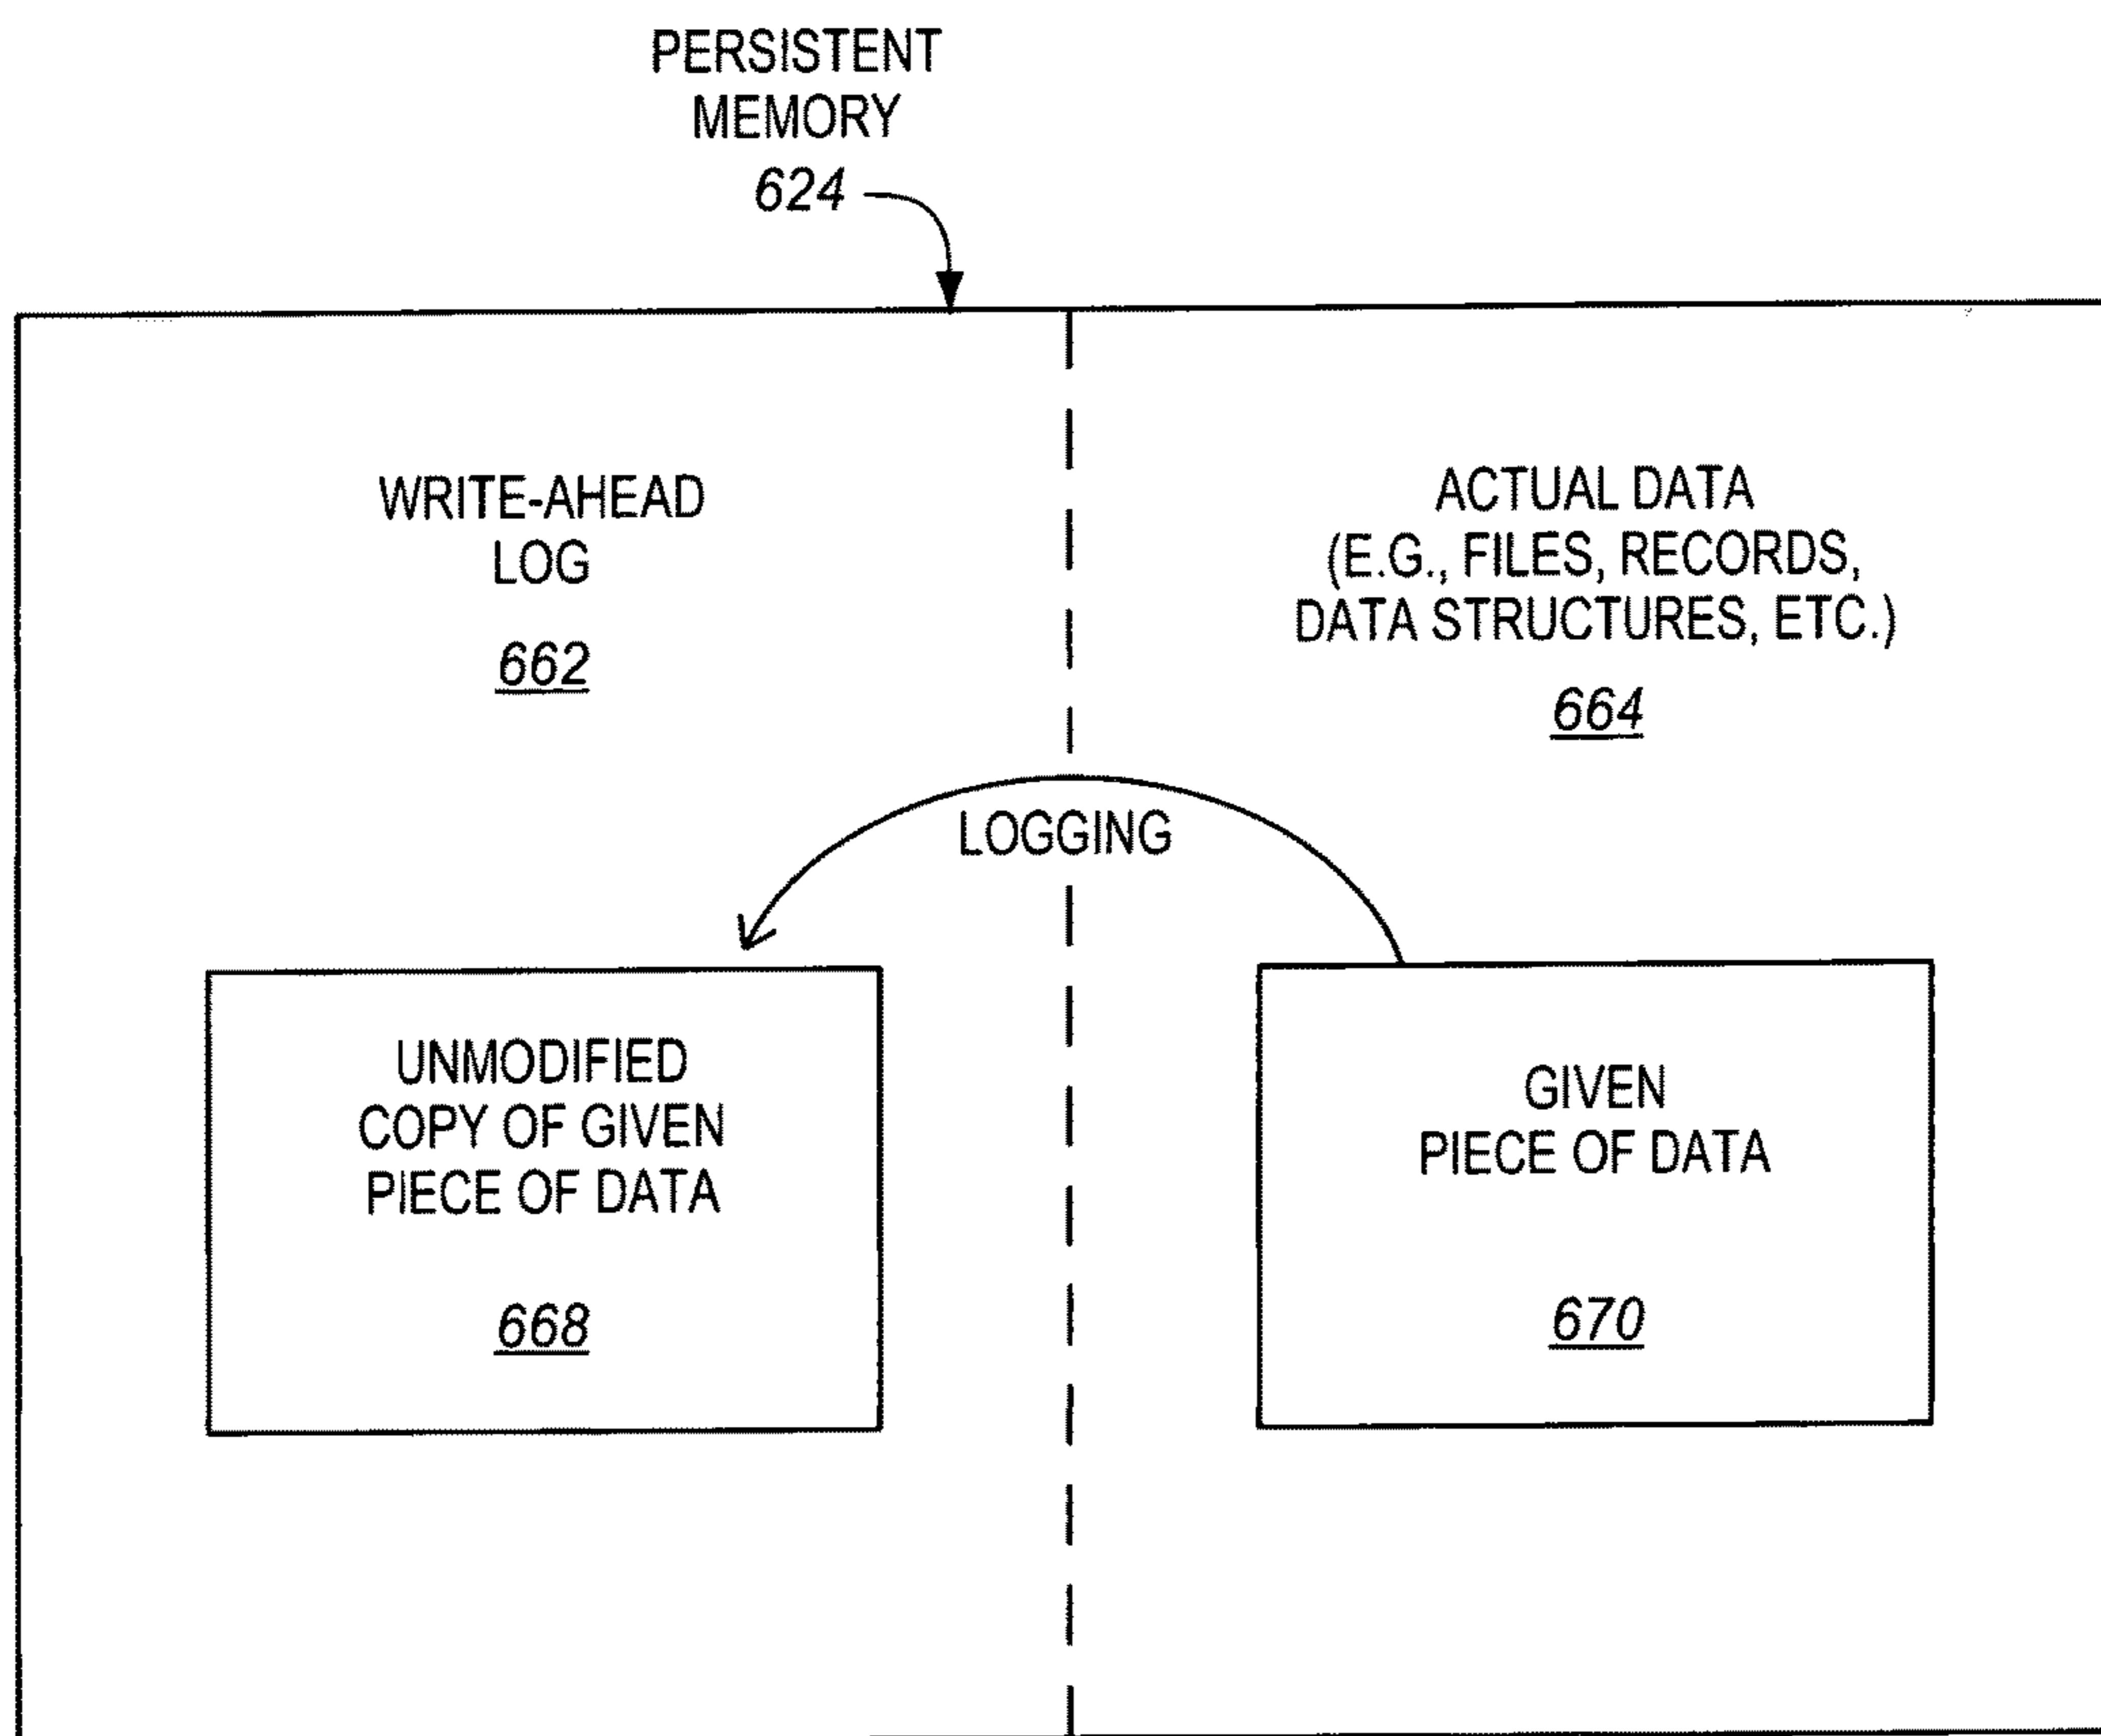 PERSISTENT
MEMORY
624
WRITE-AHEAD
LOG
662
ACTUAL DATA
(E.G., FILES, RECORDS,
DATA STRUCTURES, ETC.)
664
LOGGING
UNMODIFIED
COPY OF GIVEN
PIECE OF DATA
668
GIVEN
PIECE OF DATA
670